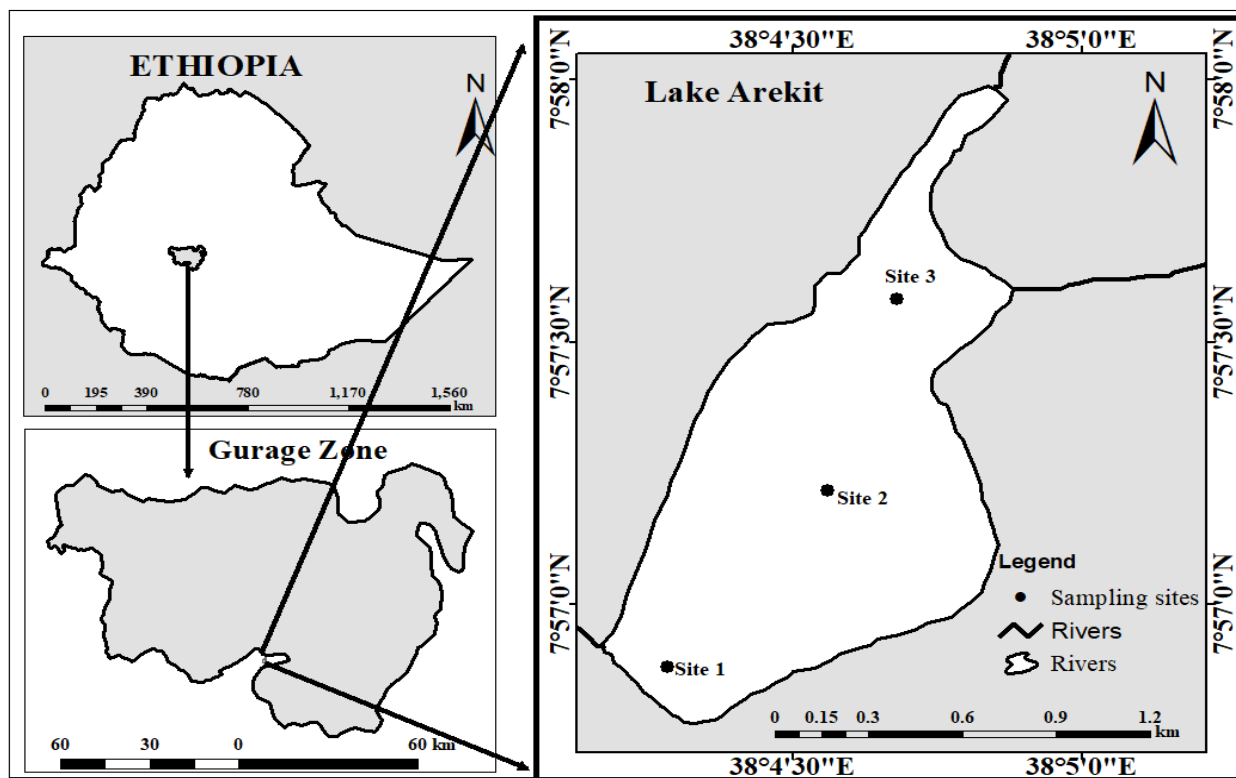 ETHIOPIA
N
0 195 390 780 1,170 1,560
km
Gurage Zone
60 30 0 60 km
38°4'30"E 38°5'0"E
Lake Arekit
N
7°58'0"N 7°58'0"N
Site 3
7°57'30"N 7°57'30"N
Site 2
Legend
Sampling sites
Rivers
Rivers
7°57'0"N 7°57'0"N
Site 1
0 0.15 0.3 0.6 0.9 1.2
km
38°4'30"E 38°5'0"E